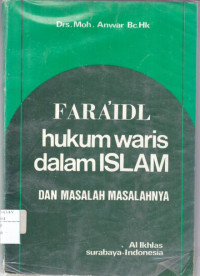 Drs. Moh. Anwar Bc.Hk
FARA'IDL
hukum waris
dalam ISLAM
DAN MASALAH MASALAHNYA
Al Ikhlas
surabaya-Indonesia